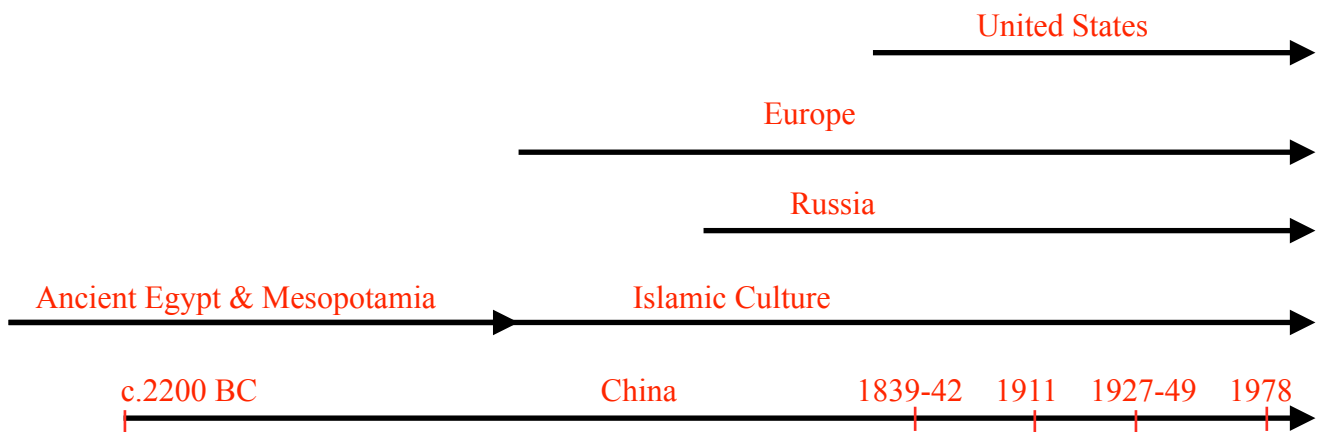 United States
Europe
Russia
Ancient Egypt & Mesopotamia Islamic Culture
c.2200 BC China 1839-42 1911 1927-49 1978